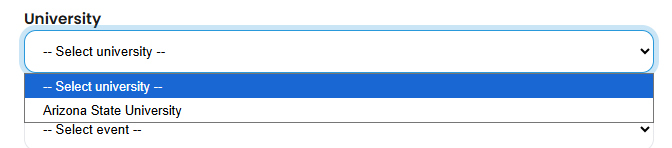 University
-- Select university --
-- Select university --
Arizona State University
-- Select event --